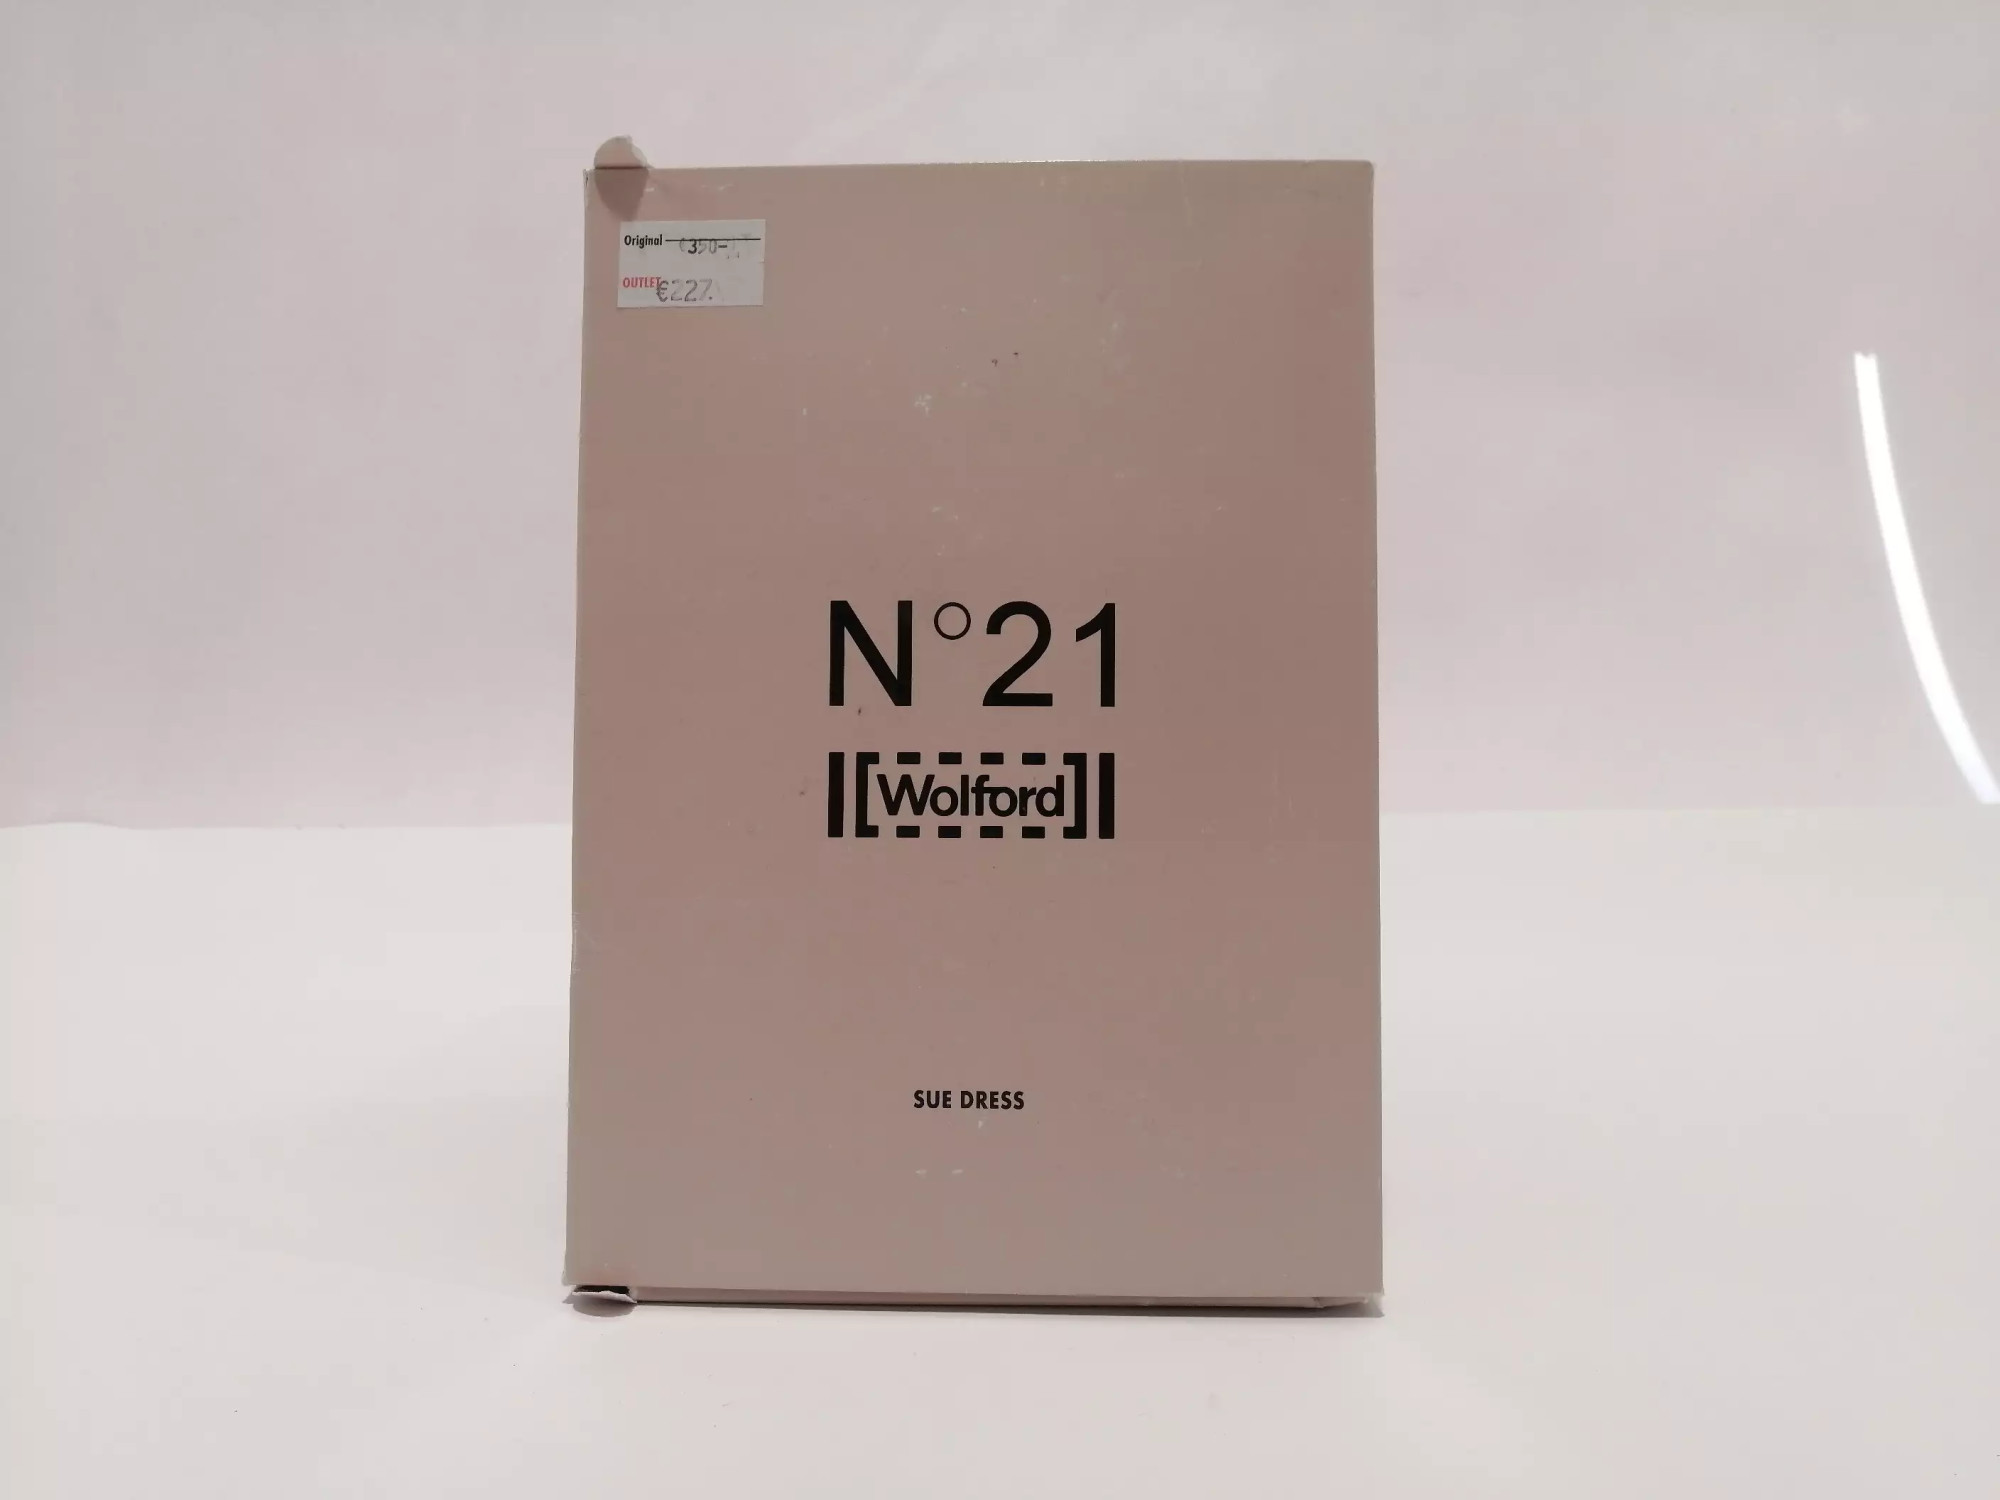 Original €350-
OUTLET €227.
N°21
Wolford
SUE DRESS